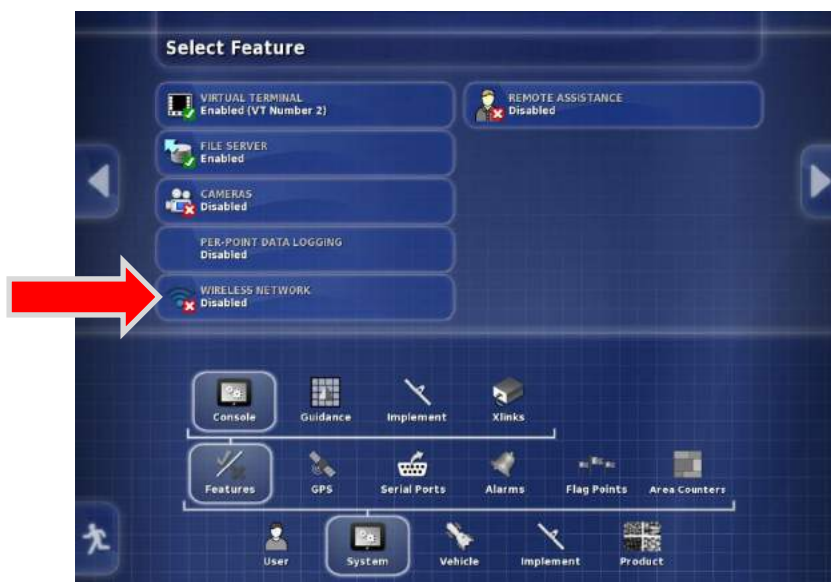 Select Feature
VIRTUAL TERMINAL
Enabled (VT Number 2)
REMOTE ASSISTANCE
Disabled
FILE SERVER
Enabled
CAMERAS
Disabled
PER-POINT DATA LOGGING
Disabled
WIRELESS NETWORK
Disabled
Console Guidance Implement Xlinks
Features GPS Serial Ports Alarms Flag Points Area Counters
User System Vehicle Implement Product